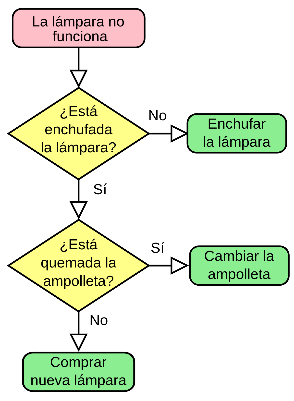 La lámpara no
funciona
¿Está
enchufada
la lámpara?
No
Enchufar
la lámpara
Sí
¿Está
quemada la
ampolleta?
Sí
Cambiar la
ampolleta
No
Comprar
nueva lámpara